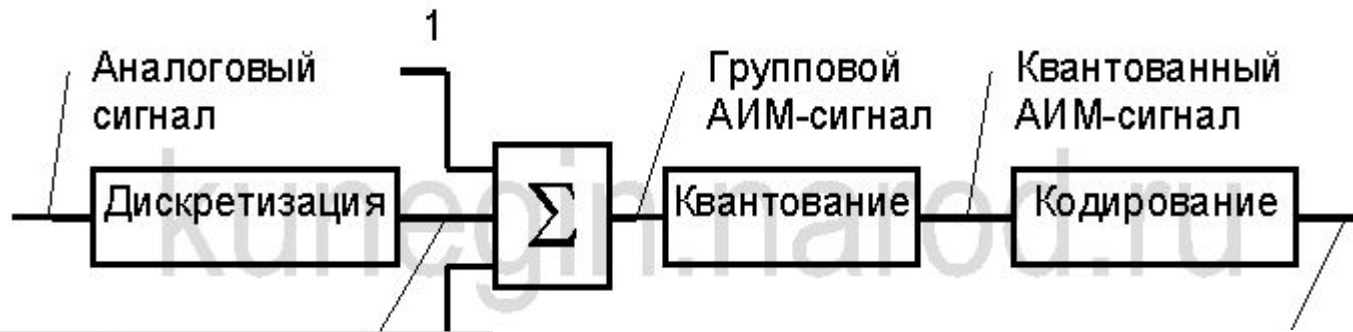 1
Аналоговый
сигнал
Групповой
АИМ-сигнал
Квантованный
АИМ-сигнал
Дискретизация
Σ
Квантование
Кодирование
kunegin.narod.ru